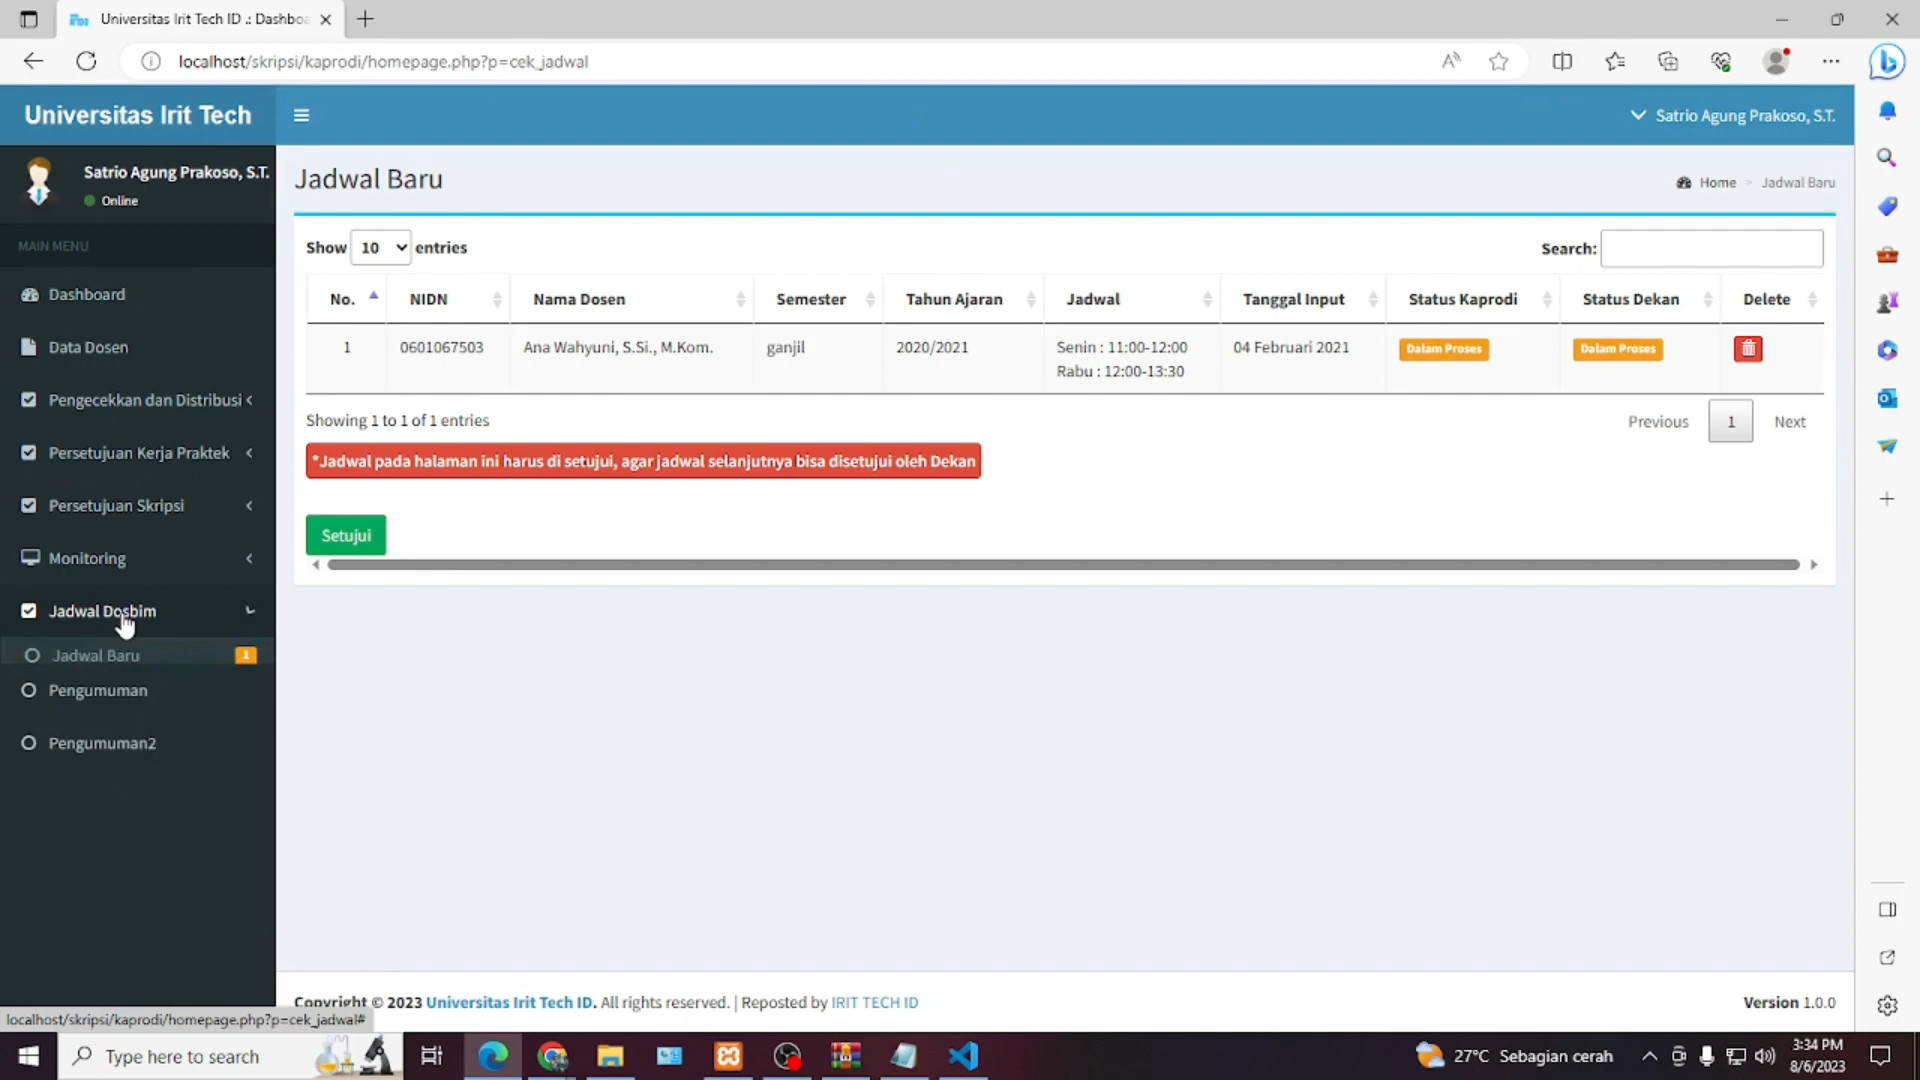 Universitas Irit Tech ID .: Dashboa
localhost/skripsi/kaprodi/homepage.php?p=cek_jadwal
Universitas Irit Tech
Satrio Agung Prakoso, S.T.
Satrio Agung Prakoso, S.T.
Online
MAIN MENU
Dashboard
Data Dosen
Pengecekkan dan Distribusi
Persetujuan Kerja Praktek
Persetujuan Skripsi
Monitoring
Jadwal Dosbim
Jadwal Baru 1
Pengumuman
Pengumuman2
Jadwal Baru
Home > Jadwal Baru
Show 10 entries
Search:
No. NIDN Nama Dosen Semester Tahun Ajaran Jadwal Tanggal Input Status Kaprodi Status Dekan Delete
1 0601067503 Ana Wahyuni, S.Si., M.Kom. ganjil 2020/2021 Senin : 11:00-12:00 04 Februari 2021 Dalam Proses Dalam Proses
Rabu : 12:00-13:30
Showing 1 to 1 of 1 entries
Previous 1 Next
*Jadwal pada halaman ini harus di setujui, agar jadwal selanjutnya bisa disetujui oleh Dekan
Setujui
Copyright © 2023 Universitas Irit Tech ID. All rights reserved. | Reposted by IRIT TECH ID
Version 1.0.0
localhost/skripsi/kaprodi/homepage.php?p=cek_jadwal#
Type here to search
27°C Sebagian cerah
3:34 PM
8/6/2023